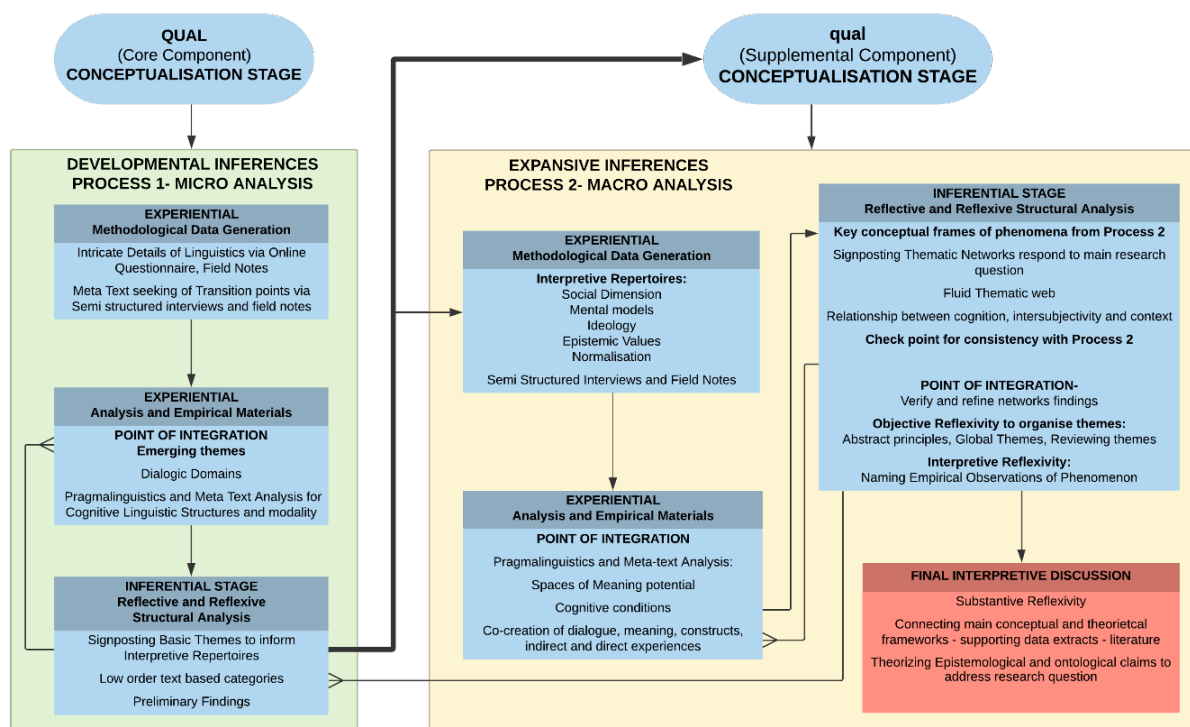 QUAL
(Core Component)
CONCEPTUALISATION STAGE
qual
(Supplemental Component)
CONCEPTUALISATION STAGE
DEVELOPMENTAL INFERENCES
PROCESS 1- MICRO ANALYSIS
EXPERIENTIAL
Methodological Data Generation
Intricate Details of Linguistics via Online
Questionnaire, Field Notes
Meta Text seeking of Transition points via
Semi structured interviews and field notes
EXPERIENTIAL
Analysis and Empirical Materials
POINT OF INTEGRATION
Emerging themes
Dialogic Domains
Pragmalinguistics and Meta Text Analysis for
Cognitive Linguistic Structures and modality
INFERENTIAL STAGE
Reflective and Reflexive
Structural Analysis
Signposting Basic Themes to inform
Interpretive Repertoires
Low order text based categories
Preliminary Findings
EXPANSIVE INFERENCES
PROCESS 2- MACRO ANALYSIS
EXPERIENTIAL
Methodological Data Generation
Interpretive Repertoires:
Social Dimension
Mental models
Ideology
Epistemic Values
Normalisation
Semi Structured Interviews and Field Notes
EXPERIENTIAL
Analysis and Empirical Materials
POINT OF INTEGRATION
Pragmalinguistics and Meta-text Analysis:
Spaces of Meaning potential
Cognitive conditions
Co-creation of dialogue, meaning, constructs,
indirect and direct experiences
INFERENTIAL STAGE
Reflective and Reflexive Structural Analysis
Key conceptual frames of phenomena from Process 2
Signposting Thematic Networks respond to main research
question
Fluid Thematic web
Relationship between cognition, intersubjectivity and context
Check point for consistency with Process 2
POINT OF INTEGRATION-
Verify and refine networks findings
Objective Reflexivity to organise themes:
Abstract principles, Global Themes, Reviewing themes
Interpretive Reflexivity:
Naming Empirical Observations of Phenomenon
FINAL INTERPRETIVE DISCUSSION
Substantive Reflexivity
Connecting main conceptual and theorietcal
frameworks - supporting data extracts - literature
Theorizing Epistemological and ontological claims to
address research question